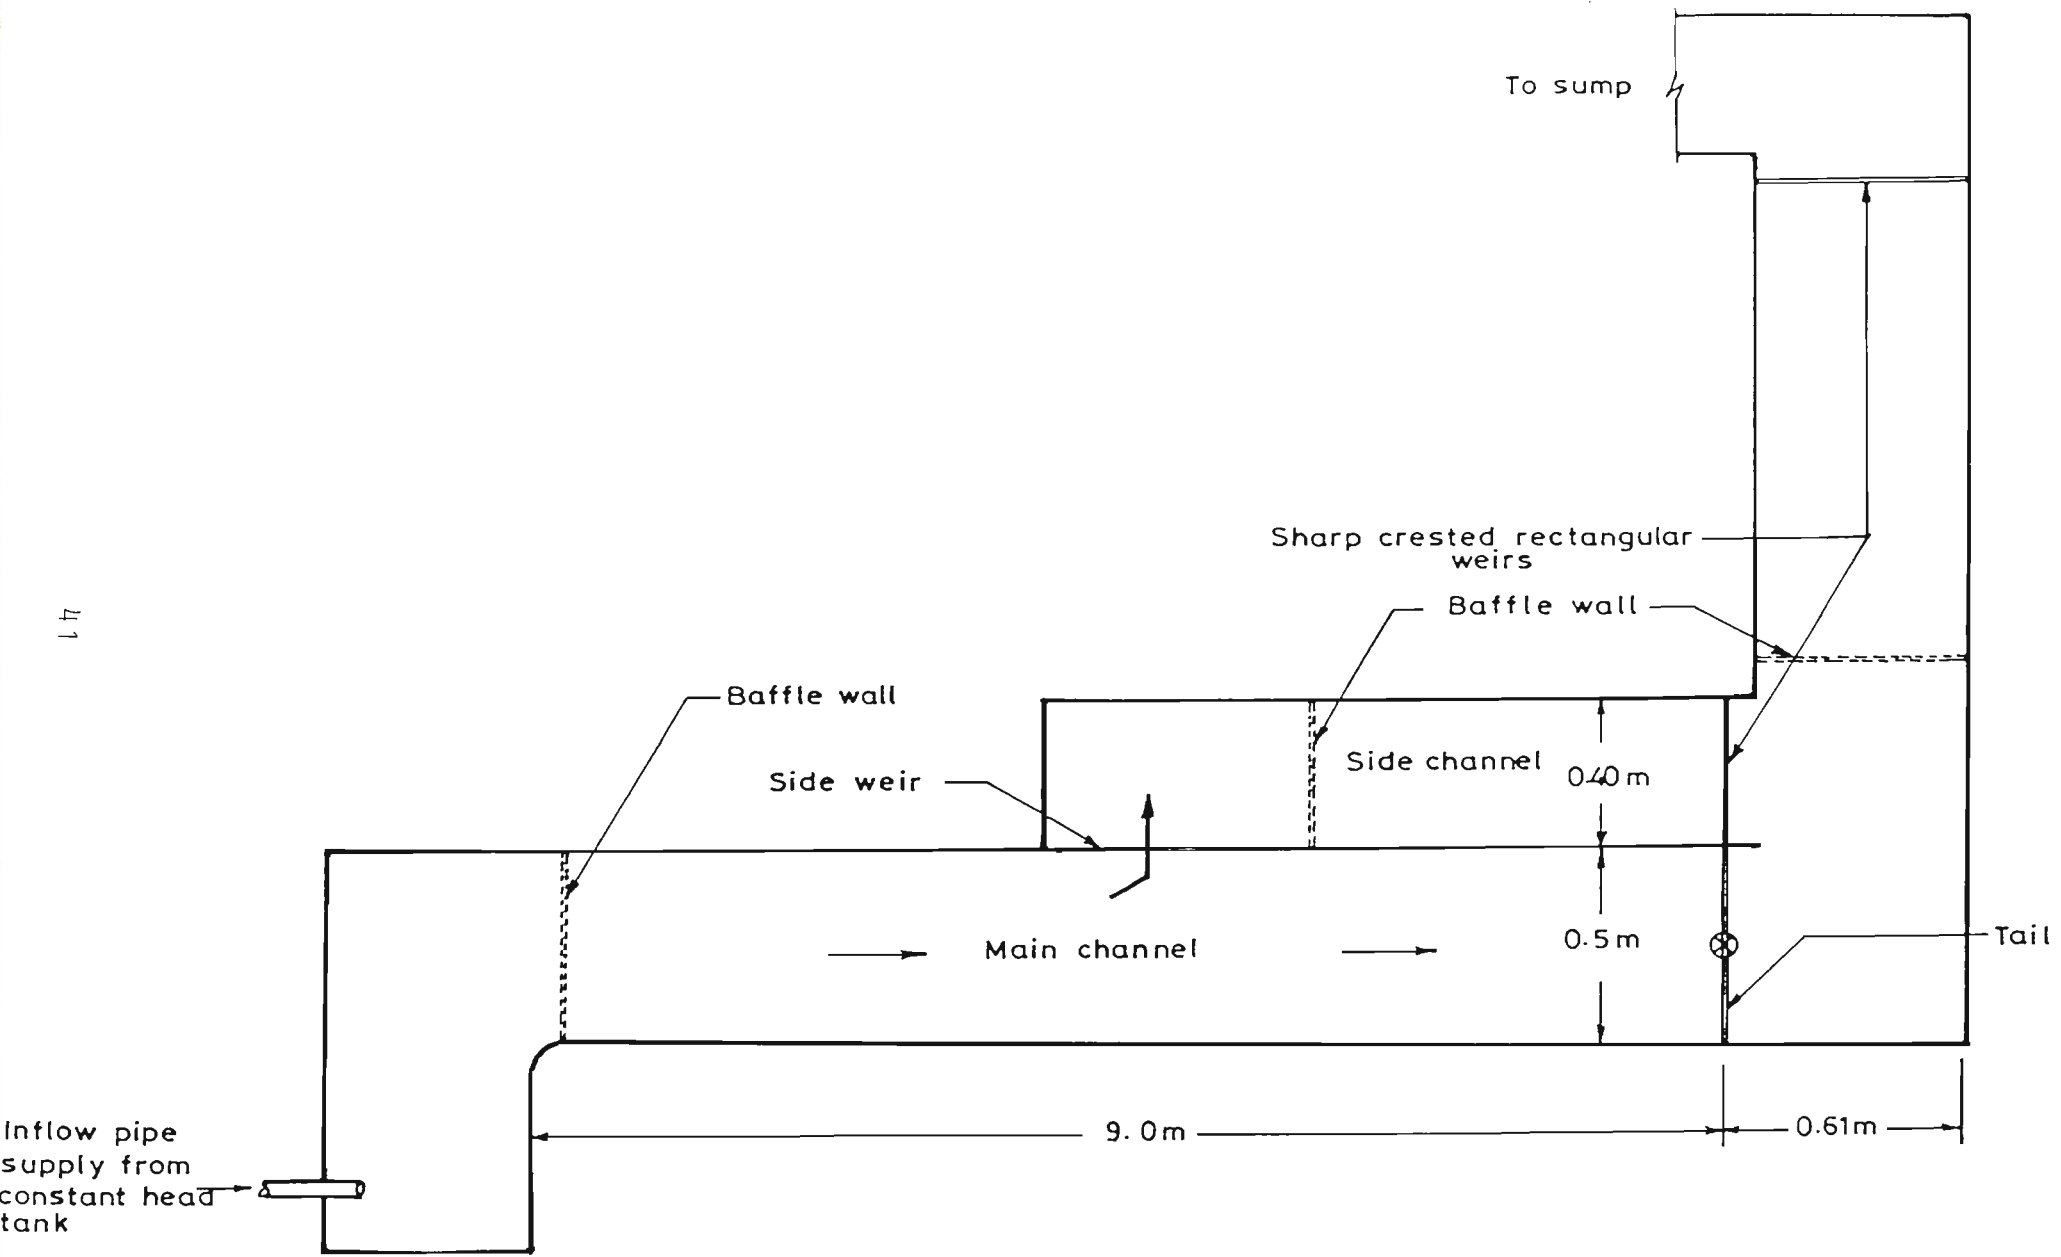 To sump
Sharp crested rectangular
weirs
Baffle wall
Baffle wall
Side channel
0.40m
Side weir
41
Main channel
0.5m
Tail
Inflow pipe
supply from
constant head
tank
9.0m
0.61m